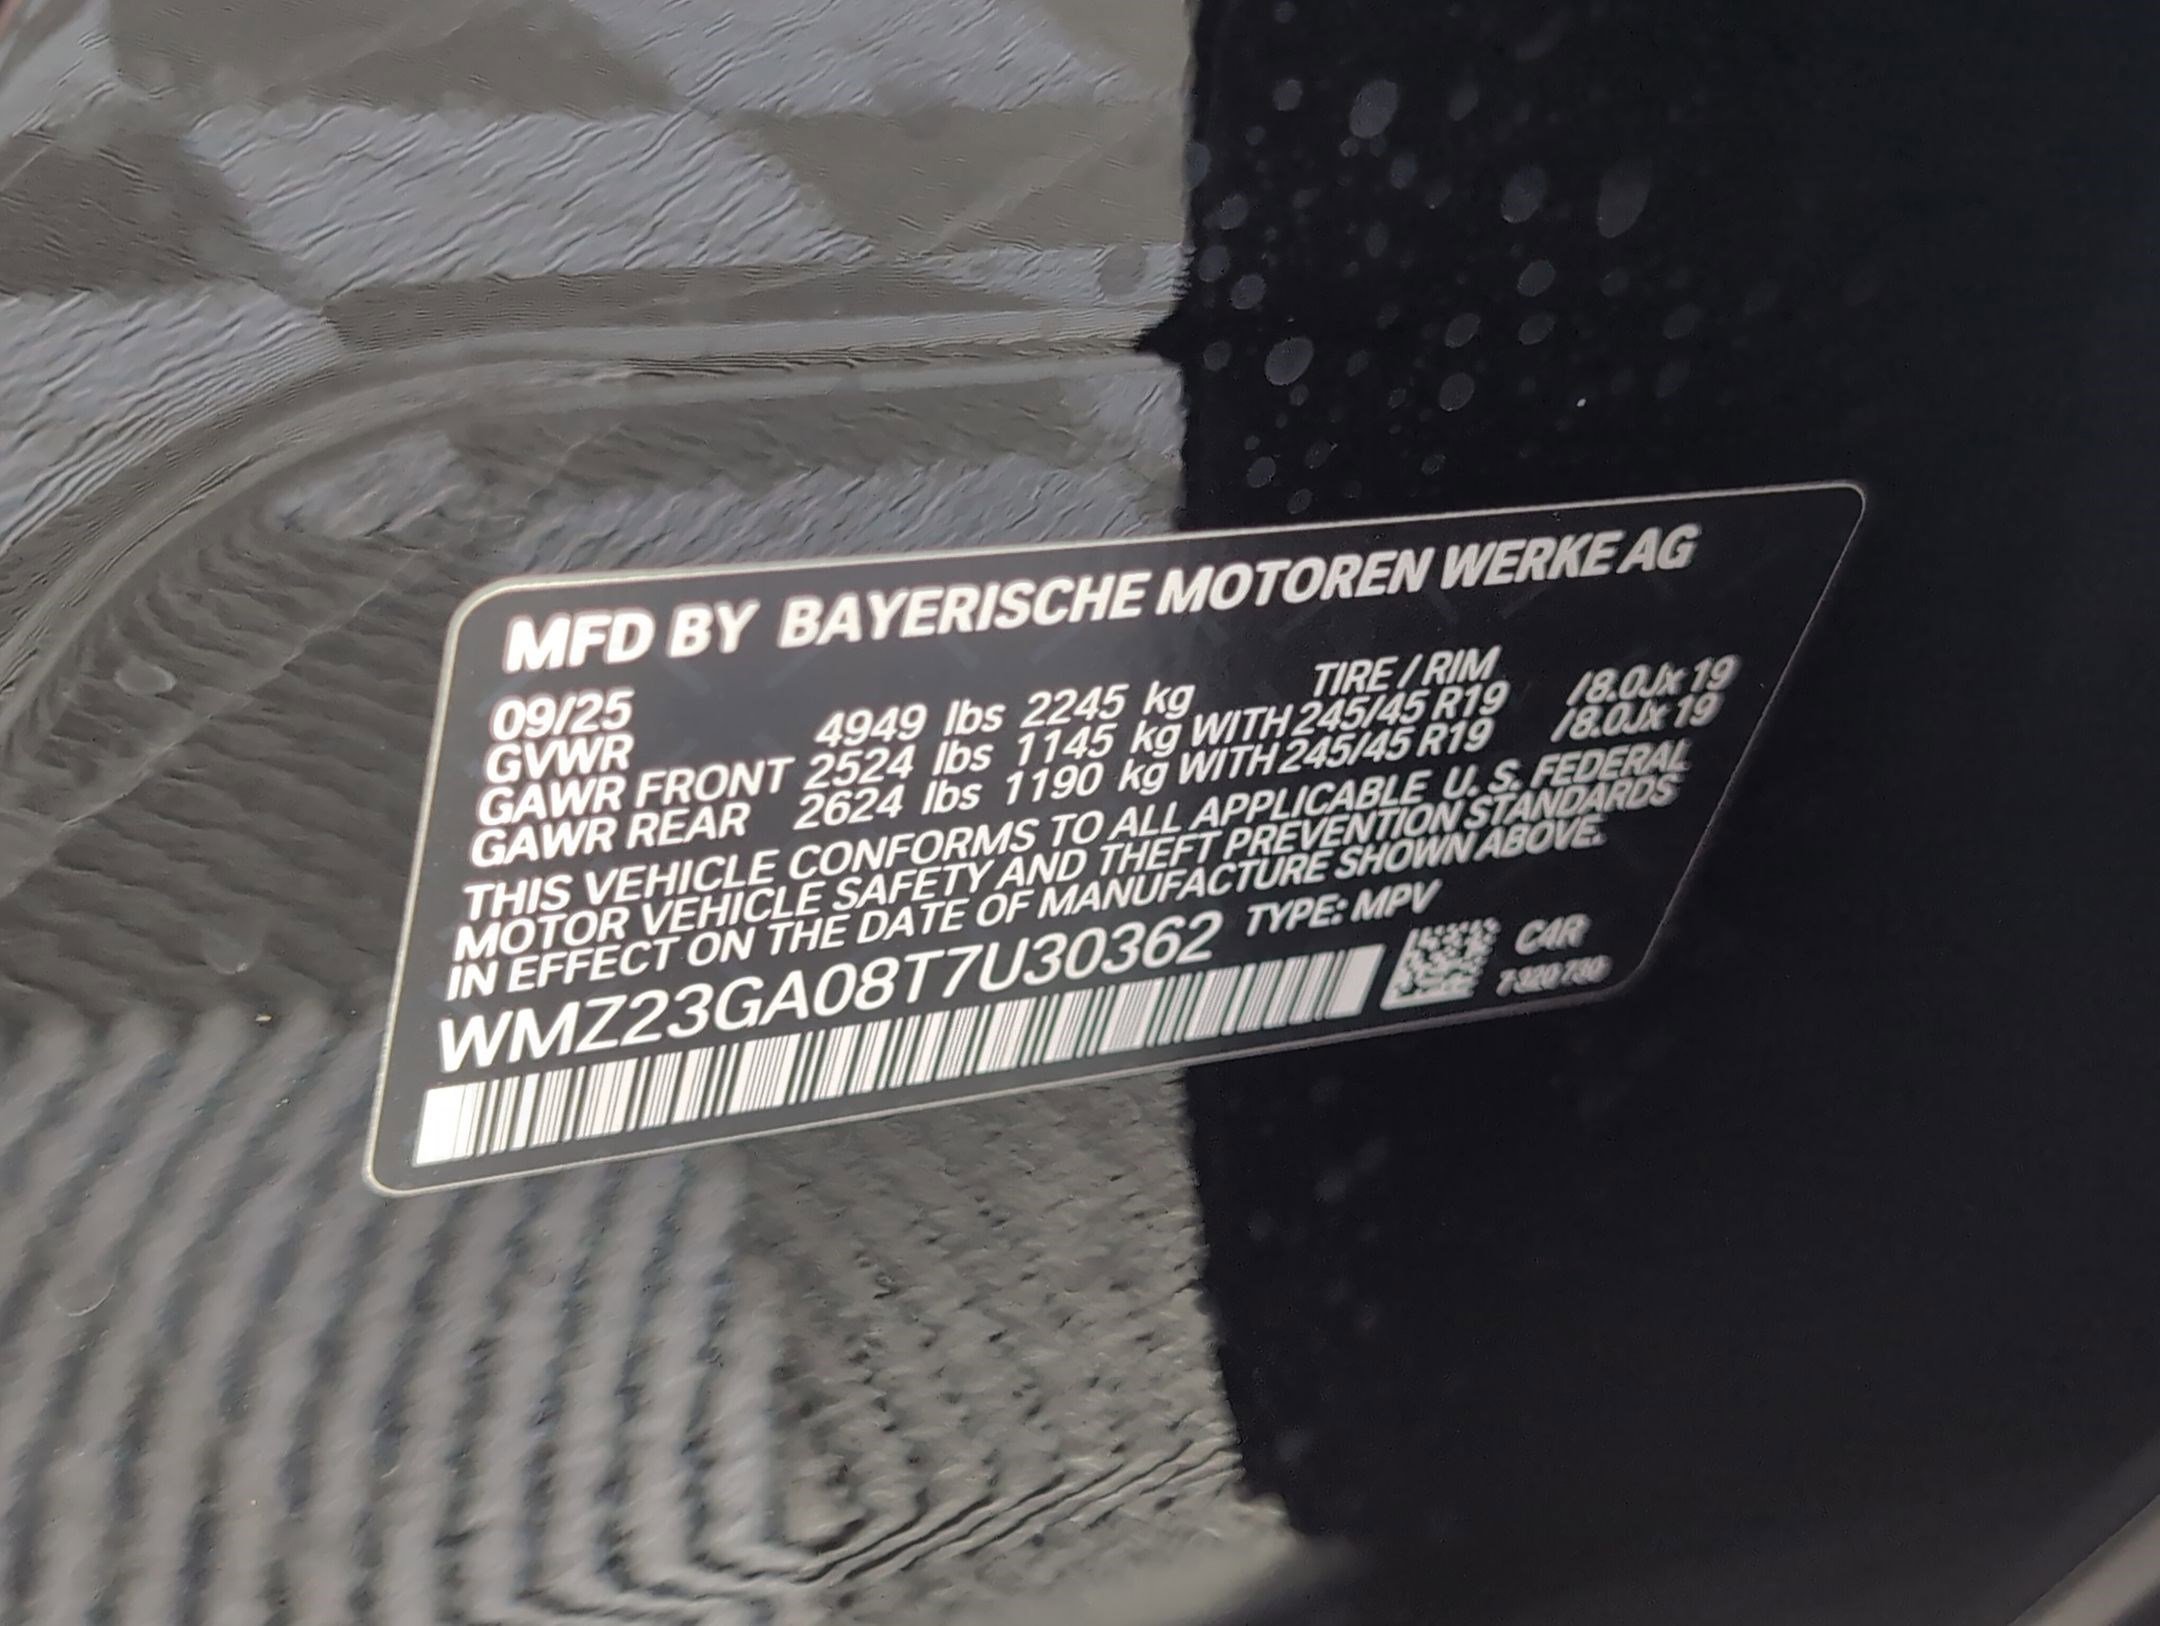 MFD BY BAYERISCHE MOTOREN WERKE AG
09/25 TIRE / RIM
GVWR 4949 lbs 2245 kg
GAWR FRONT 2524 lbs 1145 kg WITH 245/45 R19 /8.0Jx 19
GAWR REAR 2624 lbs 1190 kg WITH 245/45 R19 /8.0Jx 19
THIS VEHICLE CONFORMS TO ALL APPLICABLE U. S. FEDERAL
MOTOR VEHICLE SAFETY AND THEFT PREVENTION STANDARDS
IN EFFECT ON THE DATE OF MANUFACTURE SHOWN ABOVE.
WMZ23GA08T7U30362 TYPE: MPV
C4R